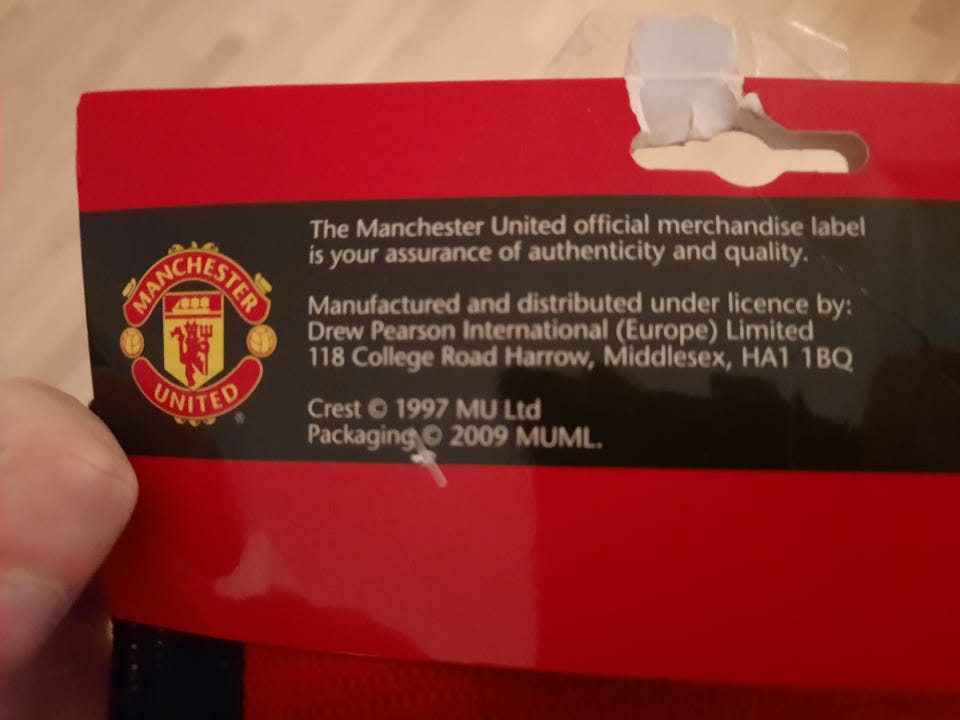 The Manchester United official merchandise label
is your assurance of authenticity and quality.
Manufactured and distributed under licence by:
Drew Pearson International (Europe) Limited
118 College Road Harrow, Middlesex, HA1 1BQ
Crest © 1997 MU Ltd
Packaging © 2009 MUML.
MANCHESTER
UNITED
®